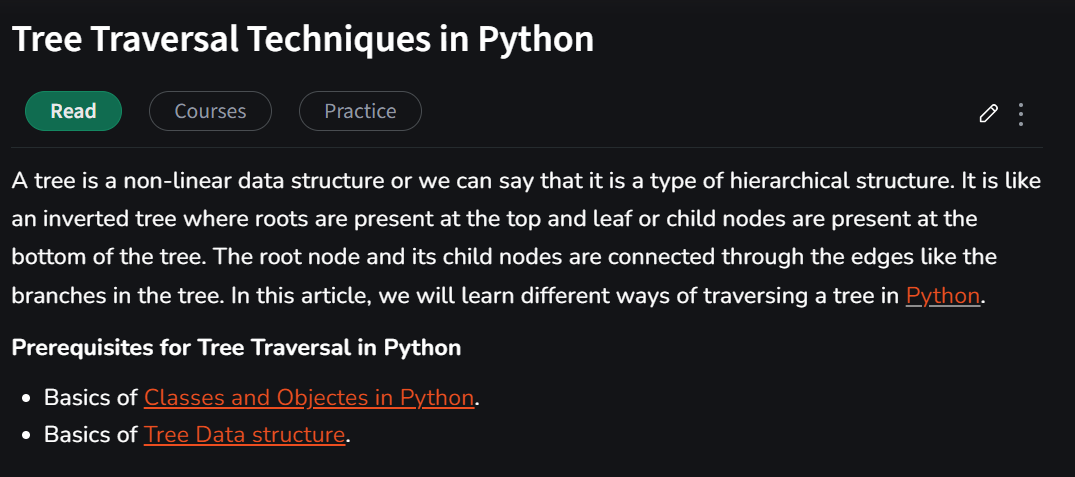 Tree Traversal Techniques in Python
Read Courses Practice
A tree is a non-linear data structure or we can say that it is a type of hierarchical structure. It is like
an inverted tree where roots are present at the top and leaf or child nodes are present at the
bottom of the tree. The root node and its child nodes are connected through the edges like the
branches in the tree. In this article, we will learn different ways of traversing a tree in Python.
Prerequisites for Tree Traversal in Python
• Basics of Classes and Objectes in Python.
• Basics of Tree Data structure.